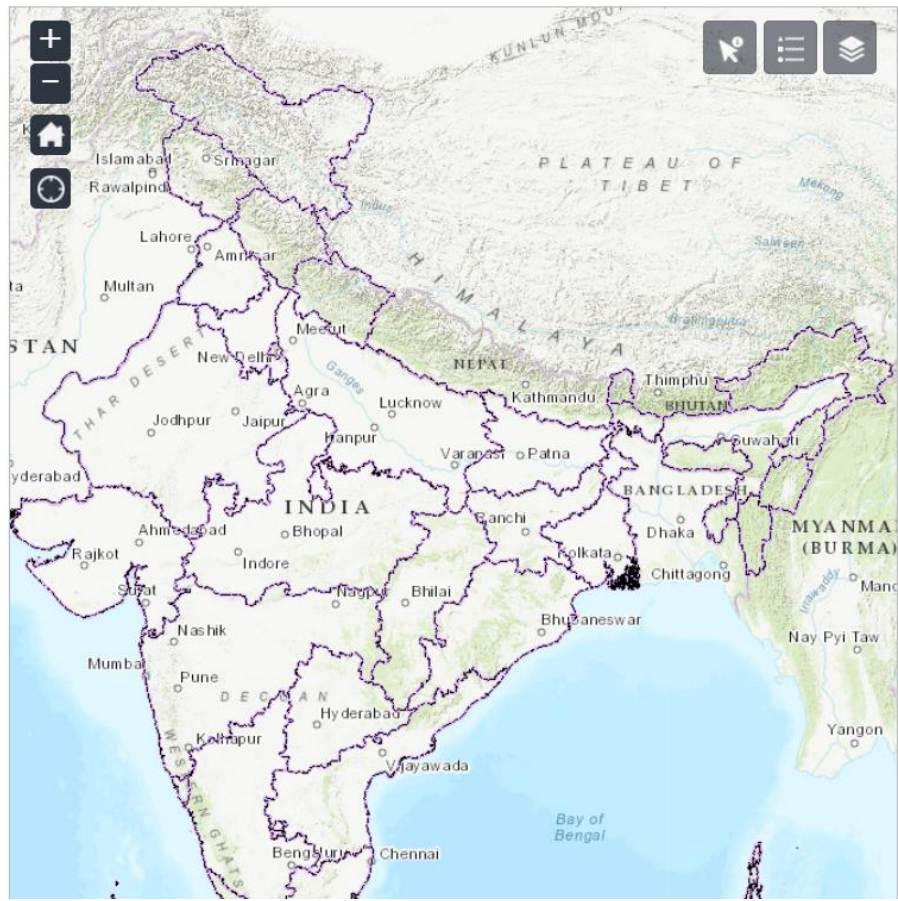 +
KUNLUN MOU
−
Islamabad
Srinagar
PLATEAU OF
TIBET
Rawalpindi
Mekong
Indus
Salween
Lahore
Amritsar
HIMALAYA
ta
Multan
Brahmaputra
STAN
Meerut
THAR DESERT
New Delhi
NEPAL
Thimphu
Ganges
Agra
Kathmandu
BHUTAN
Lucknow
Jodhpur
Jaipur
Kanpur
Guwahati
Varanasi
Patna
yderabad
BANGLADESH
INDIA
Ranchi
Ahmedabad
Bhopal
Dhaka
MYANMA
(BURMA)
Rajkot
Indore
Kolkata
Chittagong
Mand
Surat
Nagpur
Bhilai
Irrawaddy
Nashik
Bhubaneswar
Nay Pyi Taw
Mumbai
Pune
DECCAN
Hyderabad
Yangon
Kolhapur
WESTERN GHATS
Vijayawada
Bay of
Bengal
Bengaluru
Chennai